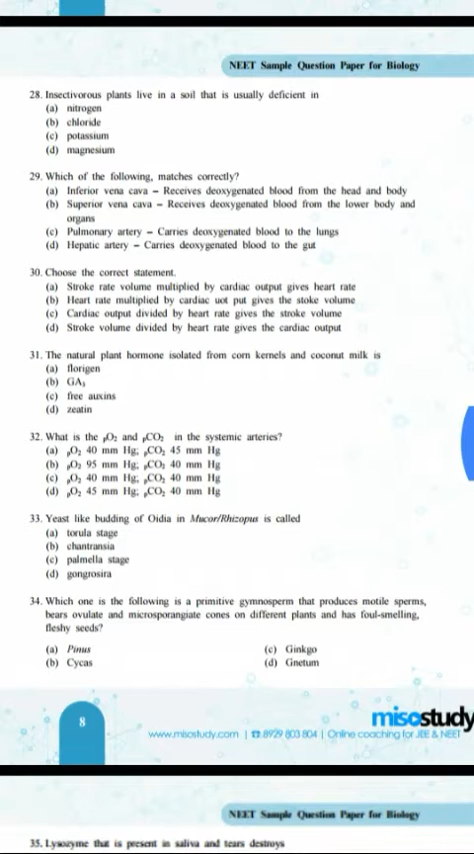 NEET Sample Question Paper for Biology
28. Insectivorous plants live in a soil that is usually deficient in
(a) nitrogen
(b) chloride
(c) potassium
(d) magnesium
29. Which of the following, matches correctly?
(a) Inferior vena cava – Receives deoxygenated blood from the head and body
(b) Superior vena cava – Receives deoxygenated blood from the lower body and
organs
(c) Pulmonary artery – Carries deoxygenated blood to the lungs
(d) Hepatic artery – Carries deoxygenated blood to the gut
30. Choose the correct statement.
(a) Stroke rate volume multiplied by cardiac output gives heart rate
(b) Heart rate multiplied by cardiac uot put gives the stoke volume
(c) Cardiac output divided by heart rate gives the stroke volume
(d) Stroke volume divided by heart rate gives the cardiac output
31. The natural plant hormone isolated from corn kernels and coconut milk is
(a) florigen
(b) GA₃
(c) free auxins
(d) zeatin
32. What is the ₚO₂ and ₚCO₂ in the systemic arteries?
(a) ₚO₂ 40 mm Hg; ₚCO₂ 45 mm Hg
(b) ₚO₂ 95 mm Hg; ₚCO₂ 40 mm Hg
(c) ₚO₂ 40 mm Hg; ₚCO₂ 40 mm Hg
(d) ₚO₂ 45 mm Hg; ₚCO₂ 40 mm Hg
33. Yeast like budding of Oidia in Mucor/Rhizopus is called
(a) torula stage
(b) chantransia
(c) palmella stage
(d) gongrosira
34. Which one is the following is a primitive gymnosperm that produces motile sperms,
bears ovulate and microsporangiate cones on different plants and has foul-smelling,
fleshy seeds?
(a) Pinus (c) Ginkgo
(b) Cycas (d) Gnetum
8
misostudy
www.misostudy.com | ☎ 8929 803 804 | Online coaching for JEE & NEET
NEET Sample Question Paper for Biology
35. Lysozyme that is present in saliva and tears destroys